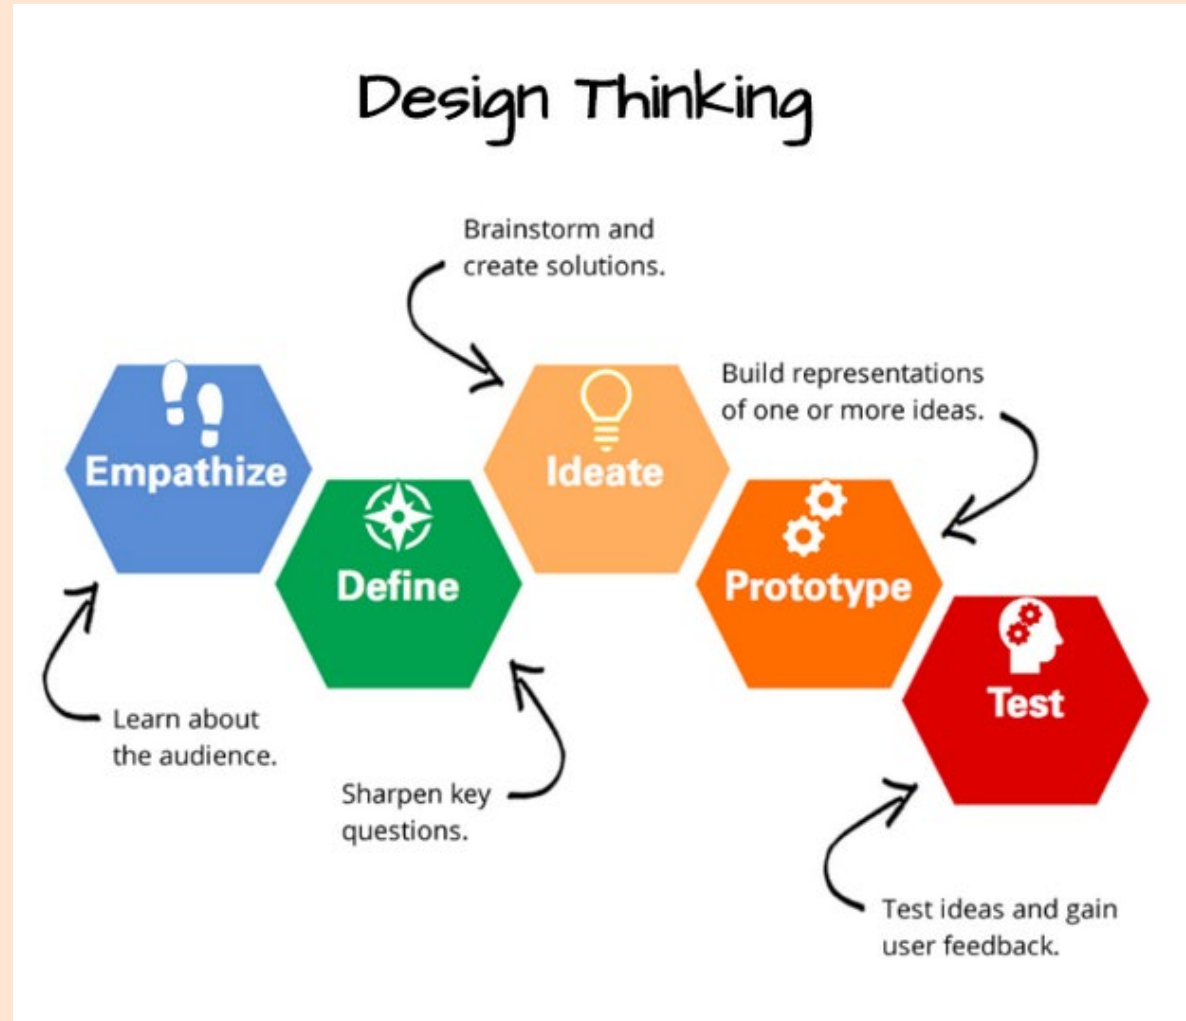 Design Thinking
Brainstorm and
create solutions.
Build representations
of one or more ideas.
Empathize
Ideate
Define
Prototype
Test
Learn about
the audience.
Sharpen key
questions.
Test ideas and gain
user feedback.